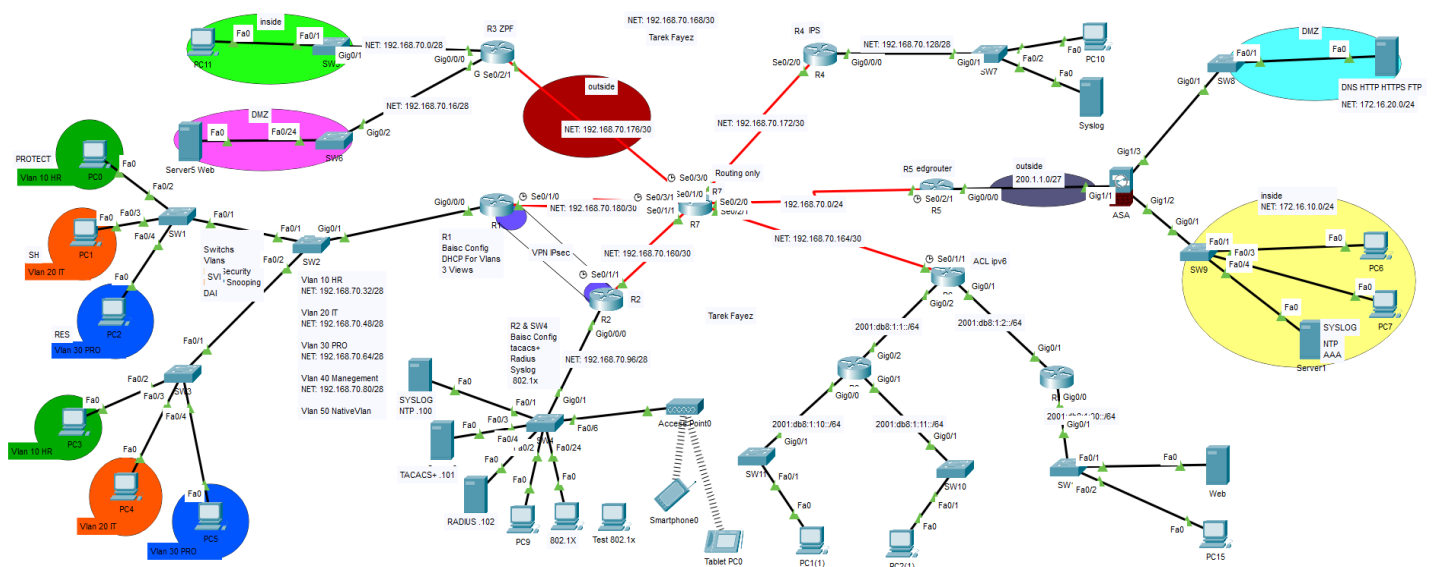 inside
Fa0
Fa0/1
PC11
Gig0/1
NET: 192.168.70.0/28
R3 ZPF
Gig0/0/0
G
Se0/2/1
NET: 192.168.70.16/28
DMZ
Fa0
Fa0/24
Gig0/2
SW6
Server5 Web
NET: 192.168.70.168/30
Tarek Fayez
outside
NET: 192.168.70.176/30
R4 IPS
Se0/2/0
R4
Gig0/0/0
NET: 192.168.70.128/28
Gig0/1
SW7
Fa0
PC10
Fa0
Syslog
NET: 192.168.70.172/30
DMZ
Fa0/1
Fa0
Gig0/1
SW8
DNS HTTP HTTPS FTP
NET: 172.16.20.0/24
Gig1/3
outside
200.1.1.0/27
R5 edgrouter
Gig0/0/0
Gig1/1
Se0/2/1
R5
ASA
Gig1/2
192.70.0.0/24
inside
NET: 172.16.10.0/24
Gig0/1
Fa0/1
Fa0/3
Fa0/4
SW9
Fa0
PC6
Fa0
PC7
Fa0
SYSLOG
NTP
AAA
Server1
Routing only
Se0/3/0
R7
Se0/3/1
Se0/1/0
Se0/2/0
Se0/1/1
Se0/2/1
R7
NET: 192.168.70.164/30
Se0/1/0
Gig0/0/0
R1
NET: 192.168.70.180/30
R1
Baisc Config
DHCP For Vlans
3 Views
VPN IPsec
NET: 192.168.70.160/30
Se0/1/1
R2
R2
Gig0/0/0
Tarek Fayez
PROTECT
Fa0
PC0
Vlan 10 HR
Fa0/2
Fa0/3
Fa0/1
Fa0/4
SW1
SH
Fa0
PC1
Vlan 20 IT
RES
Fa0
PC2
Vlan 30 PRO
Gig0/1
Fa0/1
SW2
Fa0/2
Switchs
Vlans
SVI
Security
Snooping
DAI
Vlan 10 HR
NET: 192.168.70.32/28
Vlan 20 IT
NET: 192.168.70.48/28
Vlan 30 PRO
NET: 192.168.70.64/28
Vlan 40 Manegement
NET: 192.168.70.80/28
Vlan 50 NativeVlan
Fa0/1
Fa0/2
Fa0/3
Fa0/4
Fa0
PC3
Vlan 10 HR
Fa0
PC4
Vlan 20 IT
Fa0
PC5
Vlan 30 PRO
R2 & SW4
Baisc Config
tacacs+
Radius
Syslog
802.1x
NET: 192.168.70.96/28
Fa0
SYSLOG
NTP .100
Fa0/1
Gig0/1
Fa0/3
Fa0/4
Fa0/6
Fa0/2
Fa0/24
Fa0
TACACS+ .101
Fa0
RADIUS .102
Fa0
PC9
Fa0
802.1X
Test 802.1x
Access Point0
Smartphone0
Tablet PC0
Se0/1/1
ACL ipv6
Gig0/2
Gig0/1
2001:db8:1:1::/64
2001:db8:1:2::/64
Gig0/2
Gig0/1
Gig0/0
2001:db8:1:10::/64
2001:db8:1:11::/64
Gig0/1
SW11
Fa0/1
Fa0
PC1(1)
Gig0/1
SW10
Fa0/1
Fa0
PC2(1)
Gig0/1
Gig0/0
Gig0/1
Fa0/1
Fa0/2
Fa0
Web
Fa0
PC15